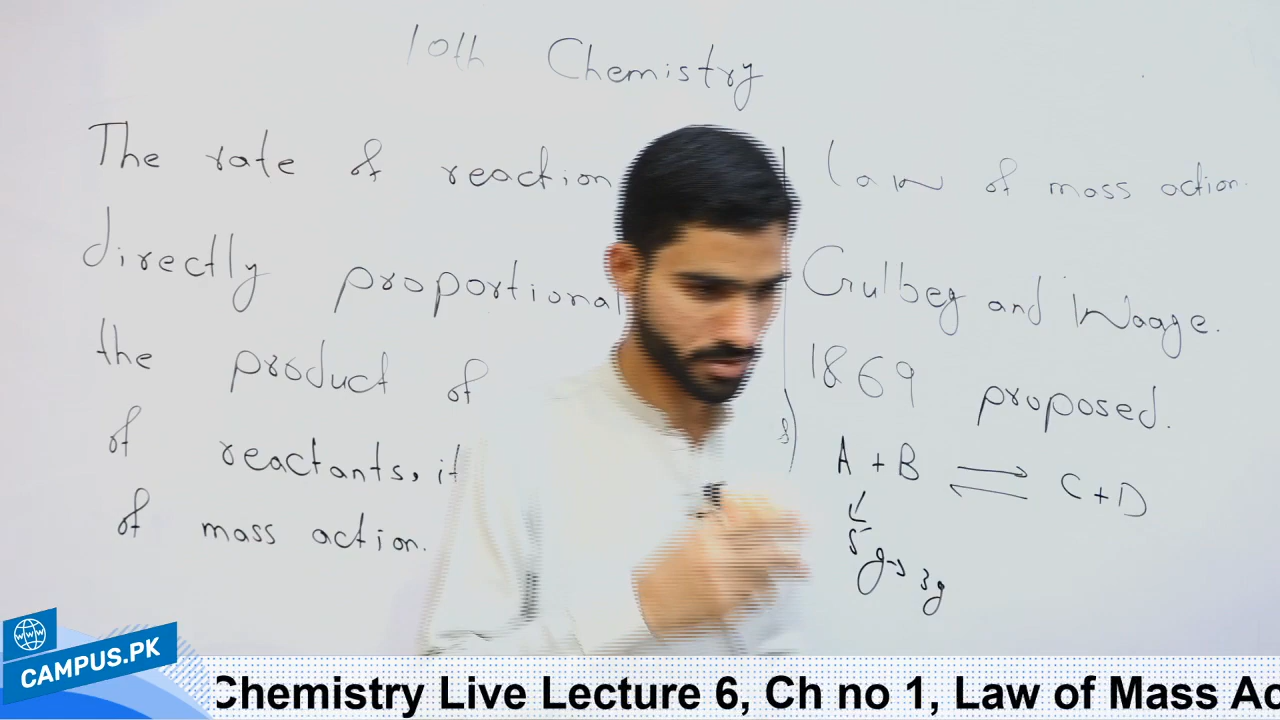 10th Chemistry
The rate of reaction
directly proportional
the product of
of reactants, it
of mass action.
law of mass action.
Gulbeg and Waage.
1869 proposed.
A + B ⇌ C + D
5g → 3g
WWW
CAMPUS.PK
Chemistry Live Lecture 6, Ch no 1, Law of Mass Ac